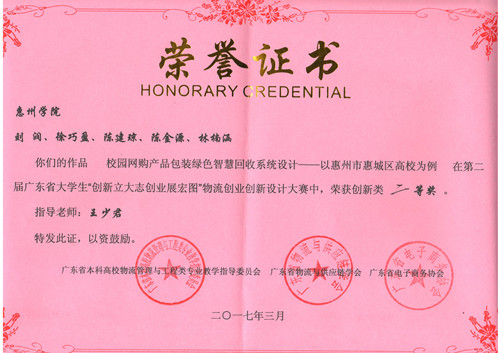 荣誉证书
HONORARY CREDENTIAL
惠州学院
刘 润、徐巧盈、陈建琼、陈金源、林楠涵
你们的作品 校园网购产品包装绿色智慧回收系统设计——以惠州市惠城区高校为例 在第二
届广东省大学生“创新立大志创业展宏图”物流创业创新设计大赛中，荣获创新类 二等奖。
指导老师：王少君
特发此证，以资鼓励。
广东省本科高校物流管理与工程类专业教学指导委员会 广东省物流与供应链学会 广东省电子商务协会
二〇一七年三月